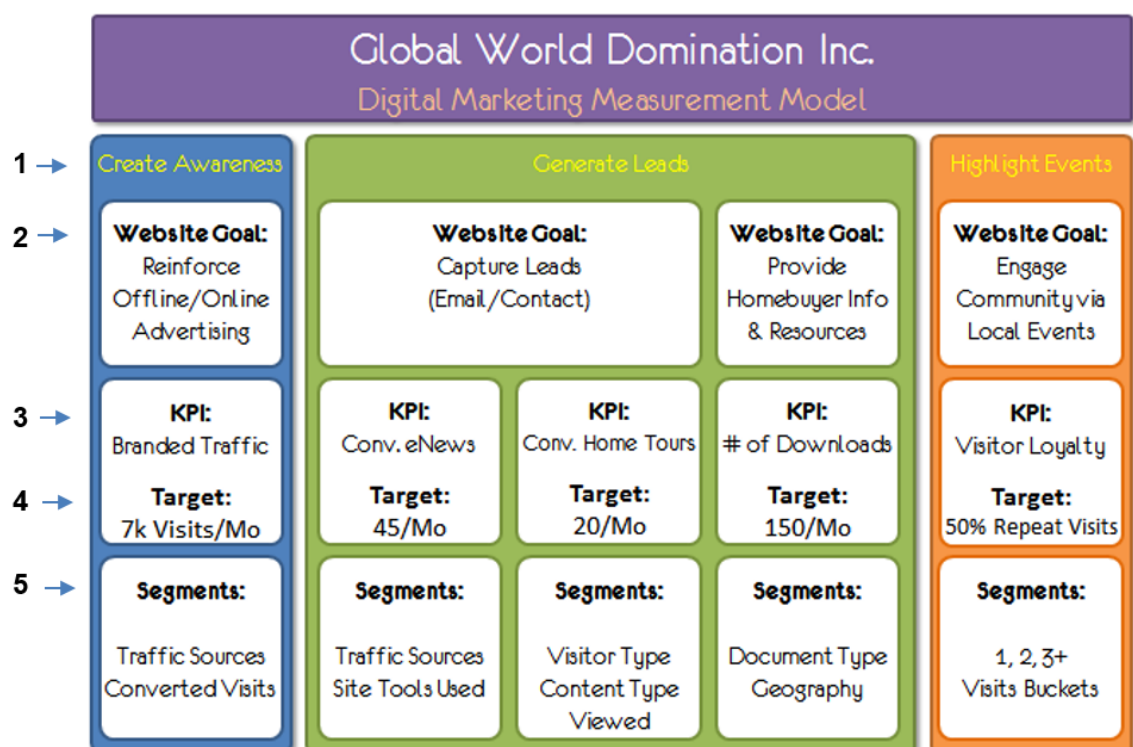 Global World Domination Inc.
Digital Marketing Measurement Model
1
Create Awareness
Generate Leads
Highlight Events
2
Website Goal:
Reinforce
Offline/Online
Advertising
Website Goal:
Capture Leads
(Email/Contact)
Website Goal:
Provide
Homebuyer Info
& Resources
Website Goal:
Engage
Community via
Local Events
3
KPI:
Branded Traffic
KPI:
Conv. eNews
KPI:
Conv. Home Tours
KPI:
# of Downloads
KPI:
Visitor Loyalty
4
Target:
7k Visits/Mo
Target:
45/Mo
Target:
20/Mo
Target:
150/Mo
Target:
50% Repeat Visits
5
Segments:
Traffic Sources
Converted Visits
Segments:
Traffic Sources
Site Tools Used
Segments:
Visitor Type
Content Type
Viewed
Segments:
Document Type
Geography
Segments:
1, 2, 3+
Visits Buckets